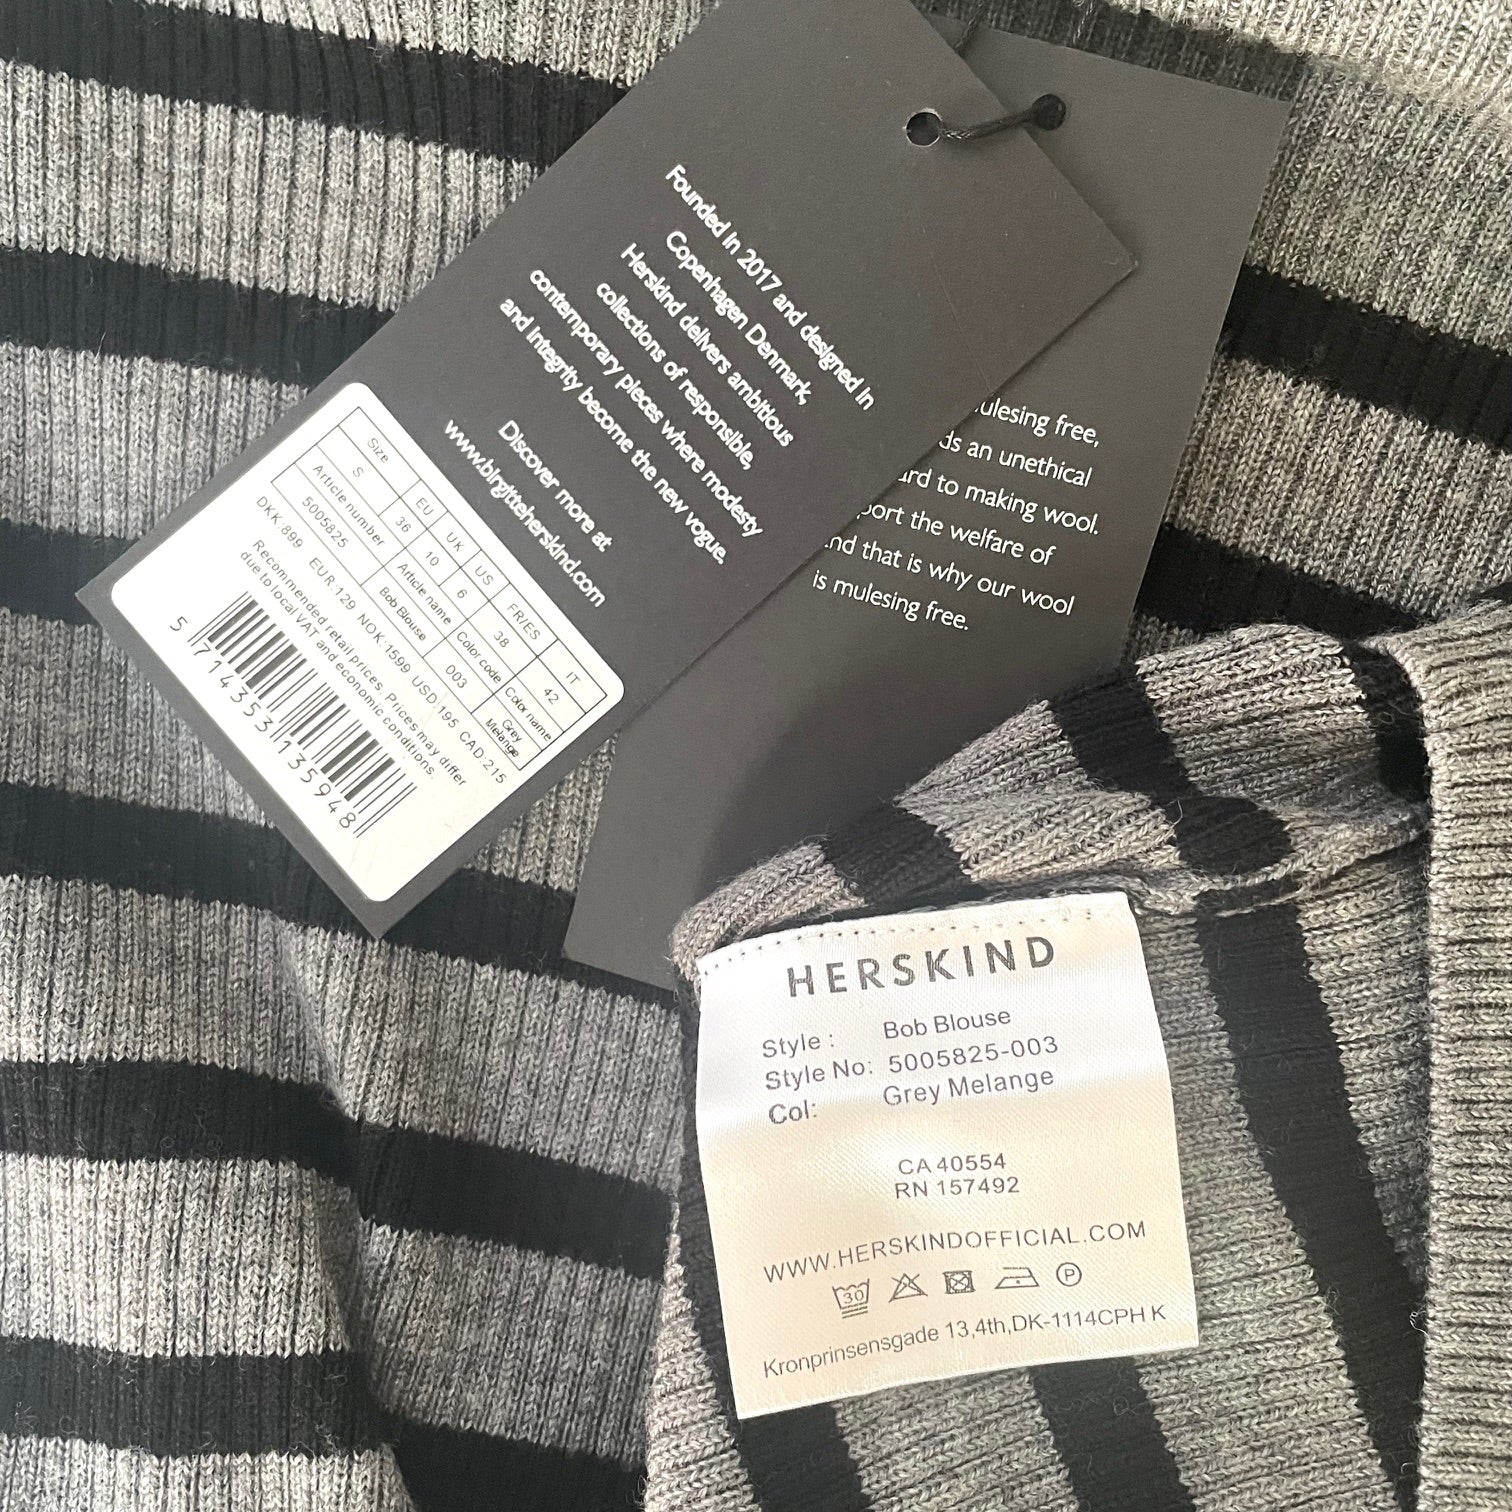 Founded in 2017 and designed in
Copenhagen Denmark,
Herskind delivers ambitious
collections of responsible,
contemporary pieces where modesty
and integrity become the new vogue.
Discover more at
www.birgitteherskind.com
Size EU UK US FR/ES IT
S 36 10 6 38 42
Article number Article name Color code Color name
5005825 Bob Blouse 003 Grey Melange
DKK:899 EUR:129 NOK:1599 USD:195 CAD:215
Recommended retail prices. Prices may differ
due to local VAT and economic conditions.
5 714353 135948
free,
an unethical
to making wool.
the welfare of
that is why our wool
is mulesing free.
HERSKIND
Style : Bob Blouse
Style No: 5005825-003
Col: Grey Melange
CA 40554
RN 157492
WWW.HERSKINDOFFICIAL.COM
30 P
Kronprinsensgade 13,4th,DK-1114CPH K